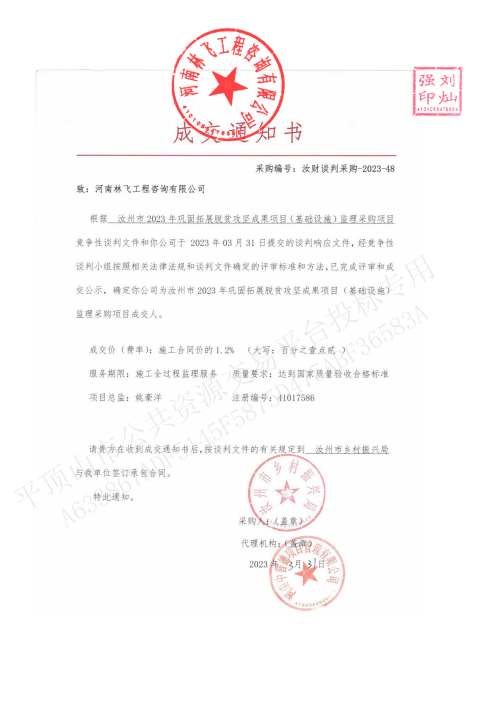 河南林飞工程咨询有限公司
强刘
印灿
成交通知书
采购编号：汝财谈判采购-2023-48
致：河南林飞工程咨询有限公司
根据 汝州市 2023 年巩固拓展脱贫攻坚成果项目（基础设施）监理采购项目
竞争性谈判文件和你公司于 2023 年 03 月 31 日提交的谈判响应文件，经竞争性
谈判小组按照相关法律法规和谈判文件确定的评审标准和方法，已完成评审和成
交公示，确定你公司为汝州市 2023 年巩固拓展脱贫攻坚成果项目（基础设施）
监理采购项目成交人。
成交价（费率）：施工合同价的 1.2% （大写：百分之壹点贰 ）
服务期限：施工全过程监理服务 质量要求：达到国家质量验收合格标准
项目总监：姚豪洋 注册编号：41017586
请贵方在收到成交通知书后，按谈判文件的有关规定到 汝州市乡村振兴局
与我单位签订承包合同。
特此通知。
汝州市乡村振兴局
采购人：（盖章）
代理机构：（盖章）
2023 年 3月 31日
平顶山市公共资源交易平台投标专用